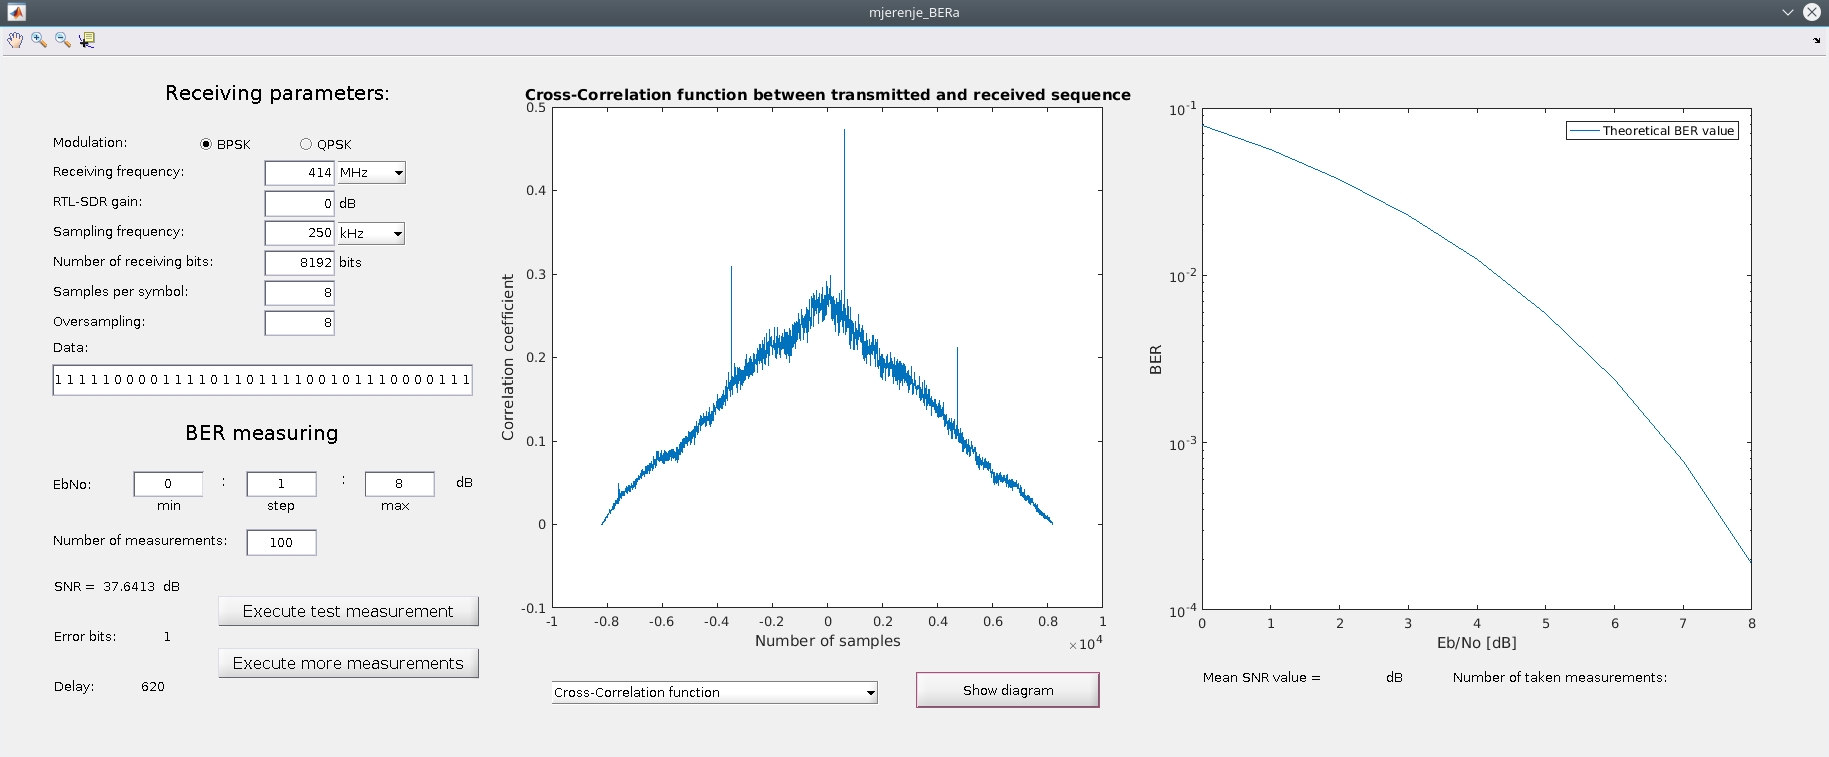 mjerenje_BERa
Receiving parameters:
Modulation: BPSK QPSK
Receiving frequency: 414 MHz
RTL-SDR gain: 0 dB
Sampling frequency: 250 kHz
Number of receiving bits: 8192 bits
Samples per symbol: 8
Oversampling: 8
Data:
1 1 1 1 1 0 0 0 0 1 1 1 1 0 1 1 0 1 1 1 1 0 0 1 0 1 1 1 0 0 0 0 1 1 1
BER measuring
EbNo: 0 : 1 : 8 dB
min step max
Number of measurements: 100
SNR = 37.6413 dB
Execute test measurement
Error bits: 1
Execute more measurements
Delay: 620
Cross-Correlation function between transmitted and received sequence
Correlation coefficient
0.5
0.4
0.3
0.2
0.1
0
-0.1
-1 -0.8 -0.6 -0.4 -0.2 0 0.2 0.4 0.6 0.8 1
Number of samples
×10^4
Cross-Correlation function
Show diagram
Theoretical BER value
BER
10^-1
10^-2
10^-3
10^-4
0 1 2 3 4 5 6 7 8
Eb/No [dB]
Mean SNR value = dB Number of taken measurements: